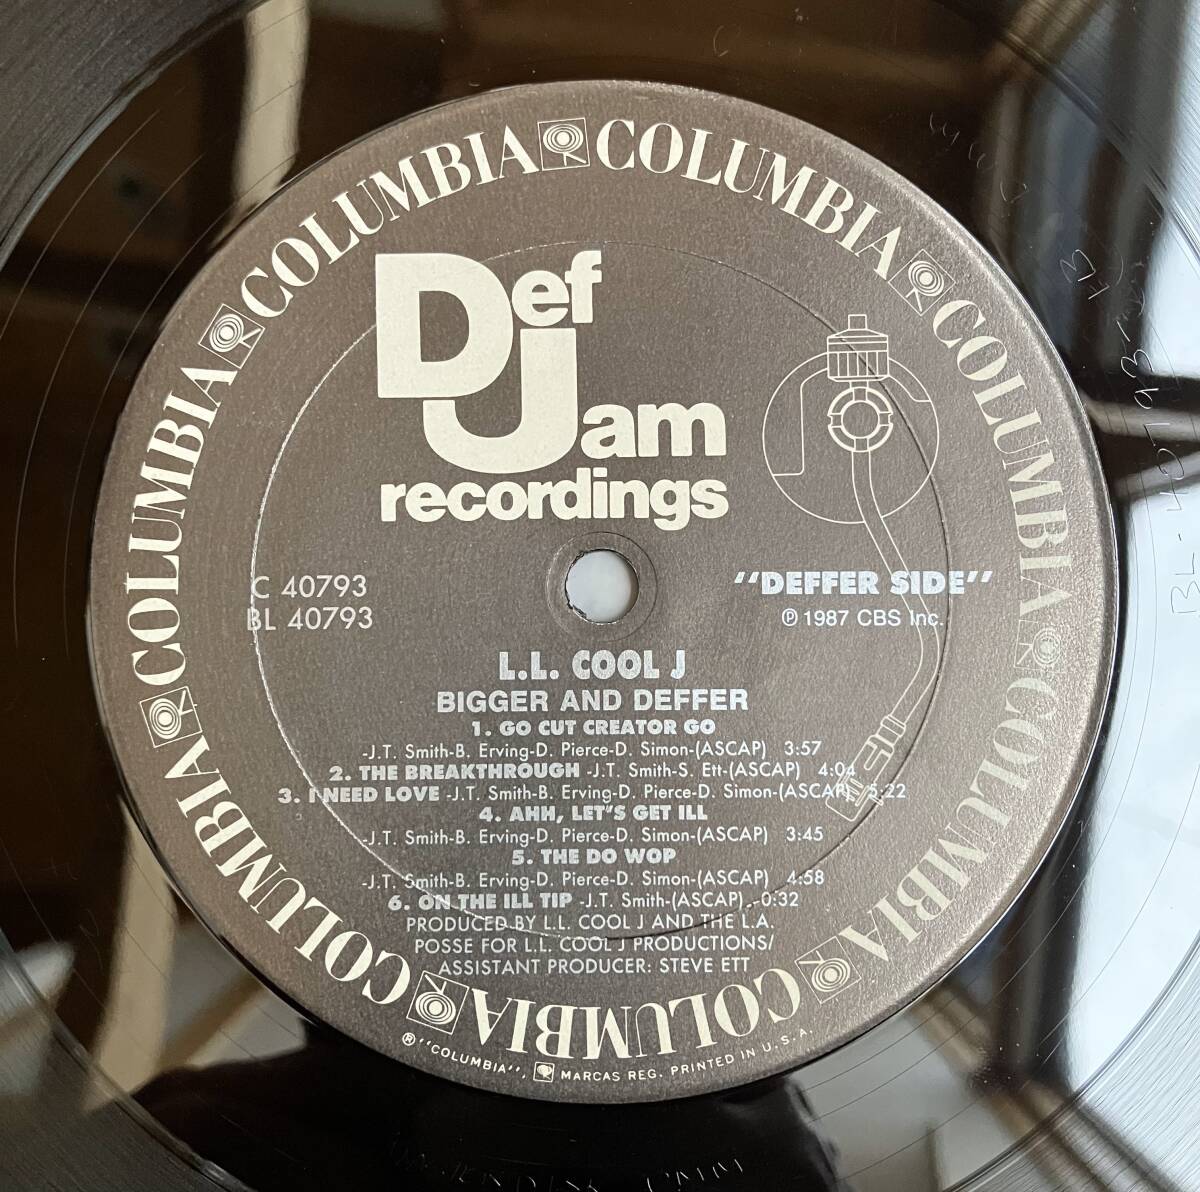 COLUMBIA COLUMBIA COLUMBIA COLUMBIA COLUMBIA COLUMBIA COLUMBIA COLUMBIA
Def
Jam
recordings
C 40793
BL 40793
"DEFFER SIDE"
℗ 1987 CBS Inc.
L.L. COOL J
BIGGER AND DEFFER
1. GO CUT CREATOR GO
-J.T. Smith-B. Erving-D. Pierce-D. Simon-(ASCAP) 3:57
2. THE BREAKTHROUGH -J.T. Smith-S. Ett-(ASCAP) 4:04
3. I NEED LOVE -J.T. Smith-B. Erving-D. Pierce-D. Simon-(ASCAP) 5:22
4. AHH, LET'S GET ILL
-J.T. Smith-B. Erving-D. Pierce-D. Simon-(ASCAP) 3:45
5. THE DO WOP
-J.T. Smith-B. Erving-D. Pierce-D. Simon-(ASCAP) 4:58
6. ON THE ILL TIP -J.T. Smith-(ASCAP) -0:32
PRODUCED BY L.L. COOL J AND THE L.A.
POSSE FOR L.L. COOL J PRODUCTIONS/
ASSISTANT PRODUCER: STEVE ETT
® "COLUMBIA", MARCAS REG. PRINTED IN U.S.A.
BL-40793-